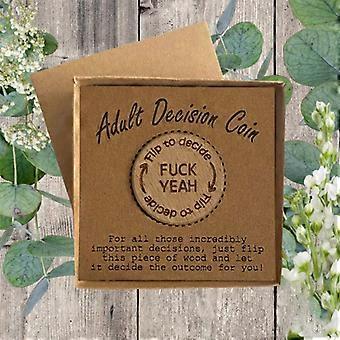 Adult Decision Coin
Flip to decide
FUCK
YEAH
Flip to decide
For all those incredibly
important decisions, just flip
this piece of wood and let
it decide the outcome for you!